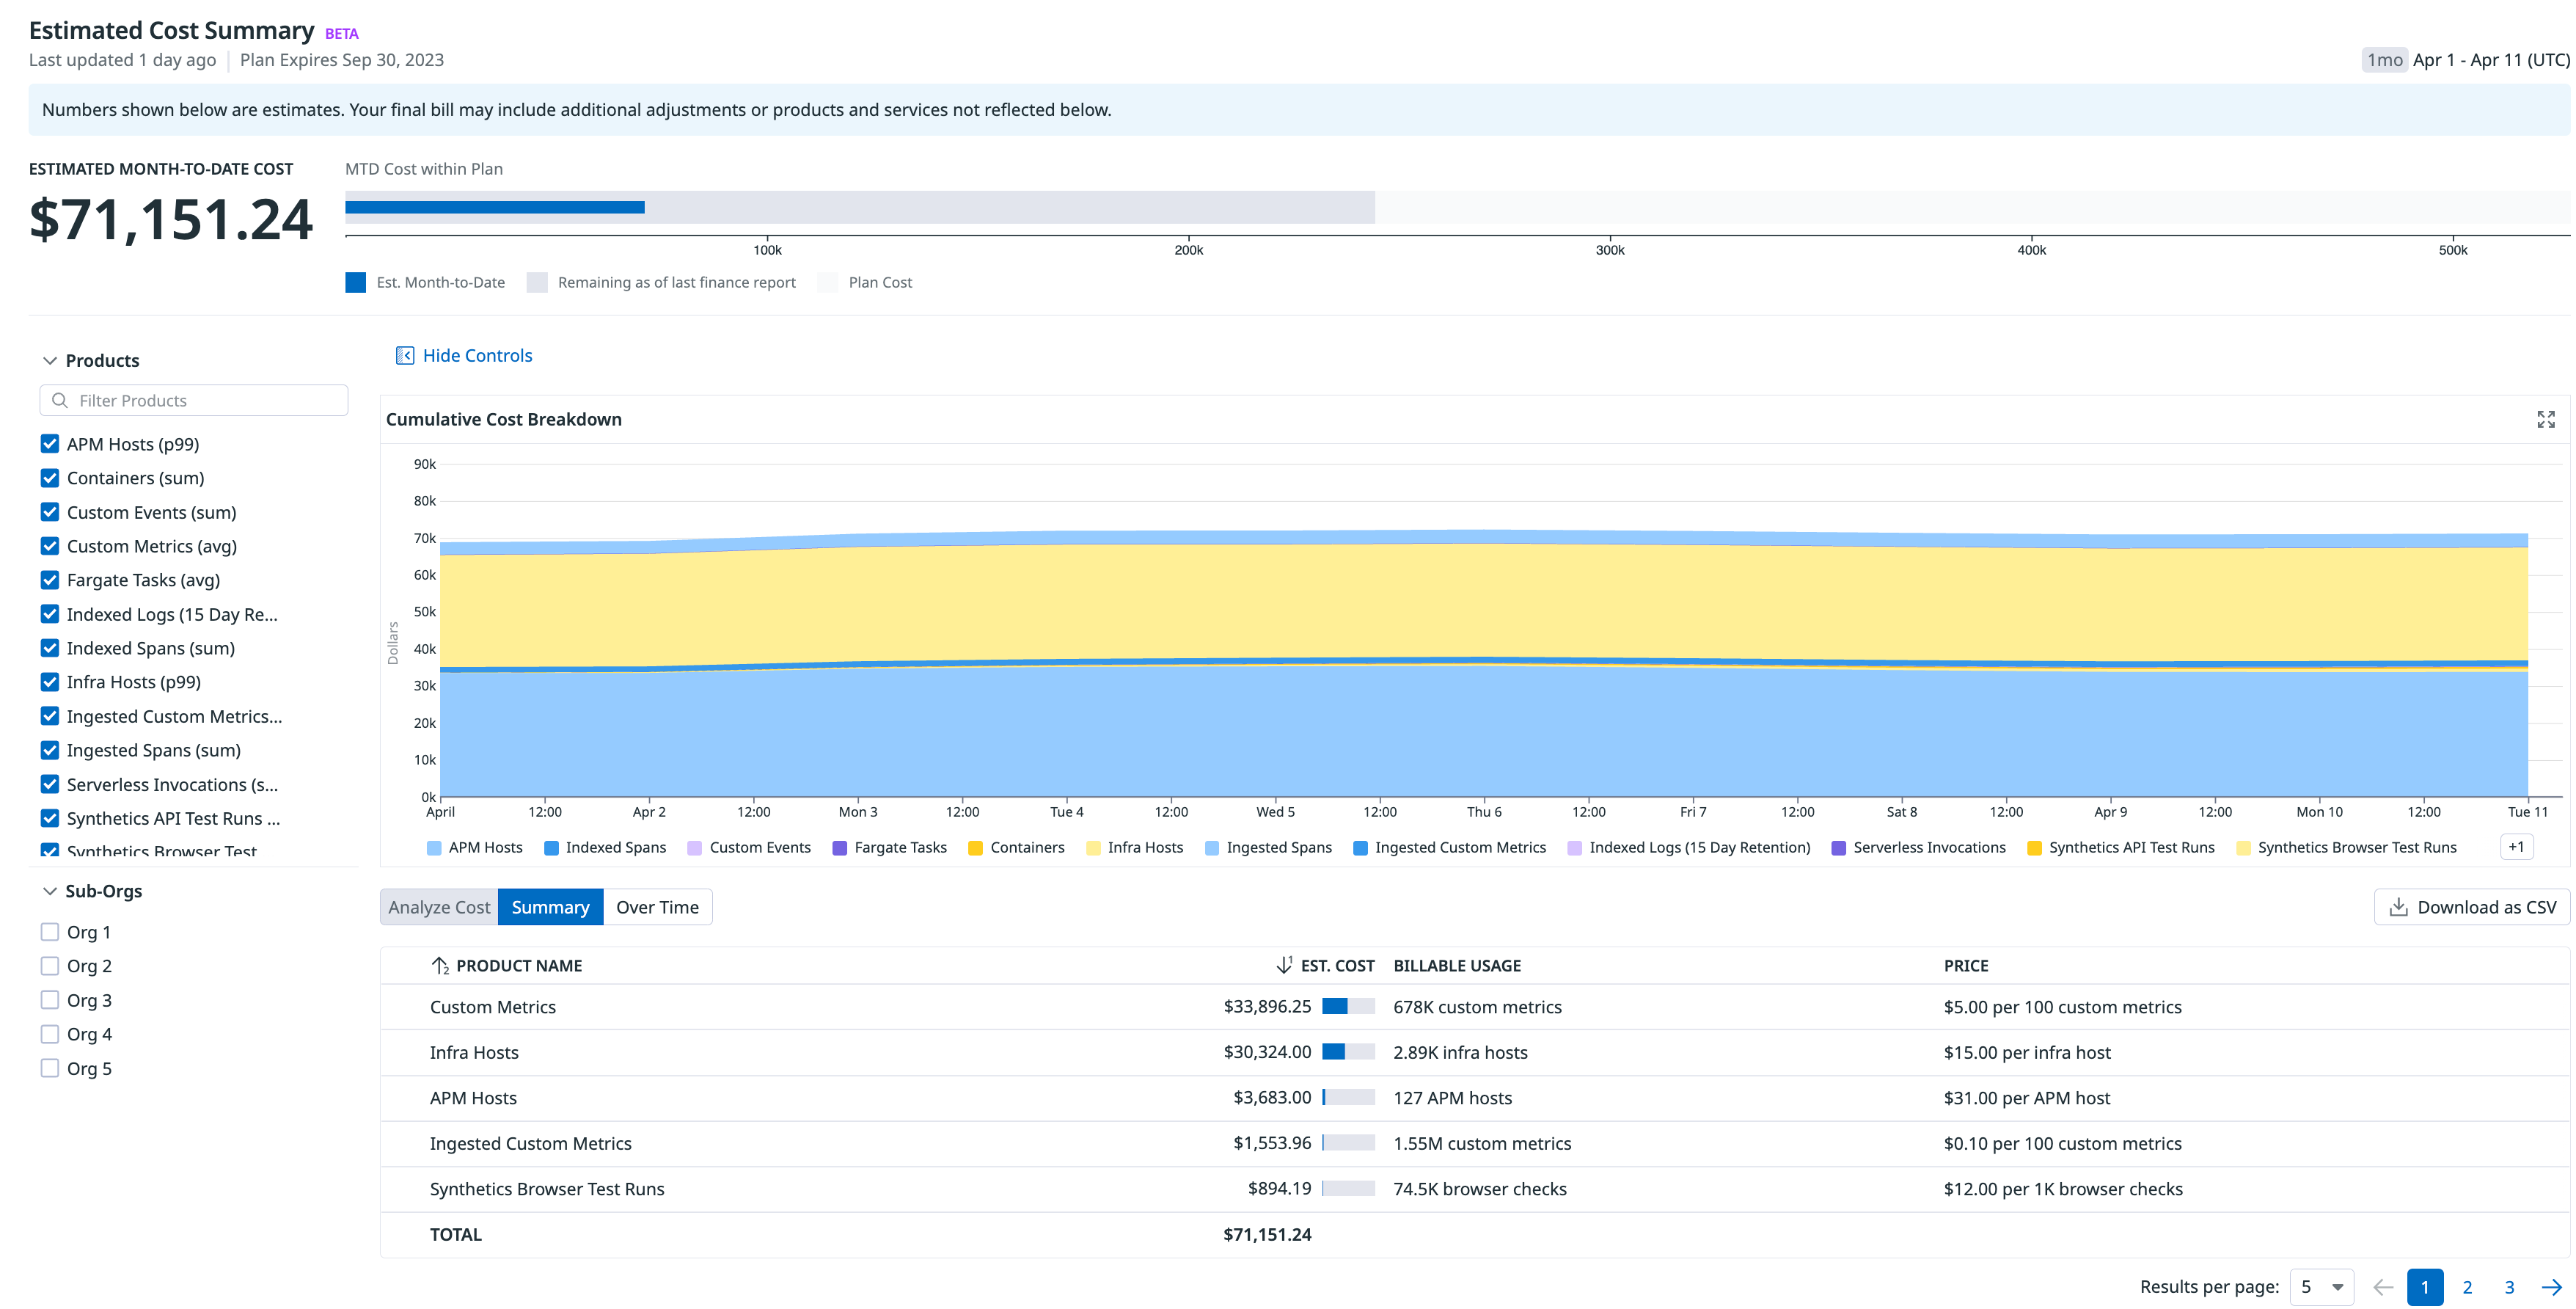 Estimated Cost Summary BETA
Last updated 1 day ago | Plan Expires Sep 30, 2023
1mo Apr 1 - Apr 11 (UTC)
Numbers shown below are estimates. Your final bill may include additional adjustments or products and services not reflected below.
ESTIMATED MONTH-TO-DATE COST
$71,151.24
MTD Cost within Plan
100k 200k 300k 400k 500k
Est. Month-to-Date Remaining as of last finance report Plan Cost
Products
Filter Products
APM Hosts (p99)
Containers (sum)
Custom Events (sum)
Custom Metrics (avg)
Fargate Tasks (avg)
Indexed Logs (15 Day Re...
Indexed Spans (sum)
Infra Hosts (p99)
Ingested Custom Metrics...
Ingested Spans (sum)
Serverless Invocations (s...
Synthetics API Test Runs ...
Synthetics Browser Test
Sub-Orgs
Org 1
Org 2
Org 3
Org 4
Org 5
Hide Controls
Cumulative Cost Breakdown
Dollars
90k
80k
70k
60k
50k
40k
30k
20k
10k
0k
April 12:00 Apr 2 12:00 Mon 3 12:00 Tue 4 12:00 Wed 5 12:00 Thu 6 12:00 Fri 7 12:00 Sat 8 12:00 Apr 9 12:00 Mon 10 12:00 Tue 11
APM Hosts Indexed Spans Custom Events Fargate Tasks Containers Infra Hosts Ingested Spans Ingested Custom Metrics Indexed Logs (15 Day Retention) Serverless Invocations Synthetics API Test Runs Synthetics Browser Test Runs +1
Analyze Cost Summary Over Time
Download as CSV
2 PRODUCT NAME 1 EST. COST BILLABLE USAGE PRICE
Custom Metrics $33,896.25 678K custom metrics $5.00 per 100 custom metrics
Infra Hosts $30,324.00 2.89K infra hosts $15.00 per infra host
APM Hosts $3,683.00 127 APM hosts $31.00 per APM host
Ingested Custom Metrics $1,553.96 1.55M custom metrics $0.10 per 100 custom metrics
Synthetics Browser Test Runs $894.19 74.5K browser checks $12.00 per 1K browser checks
TOTAL $71,151.24
Results per page: 5 1 2 3